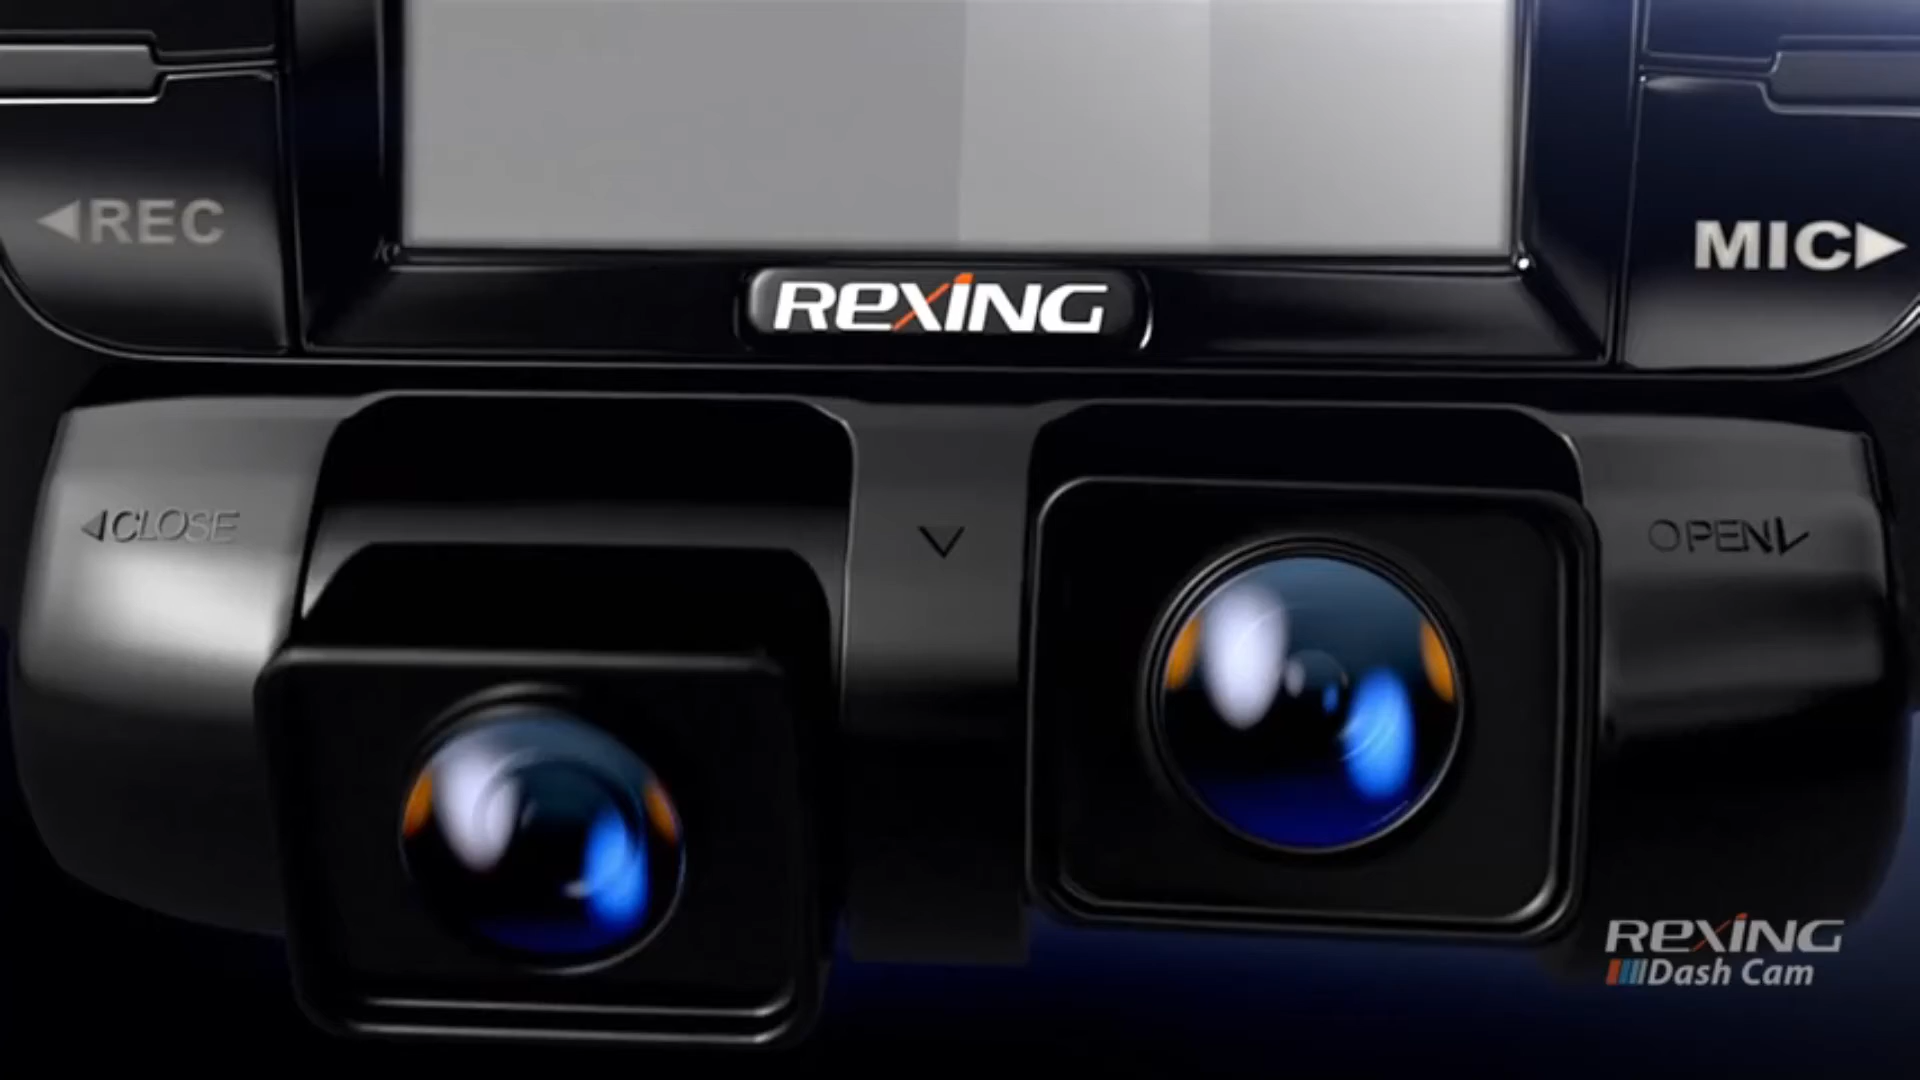 ◀REC
MIC▶
REXING
◁CLOSE
OPEN
REXING
Dash Cam